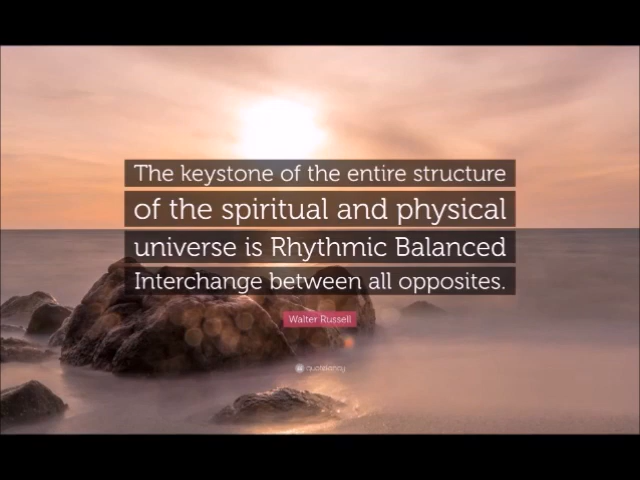 The keystone of the entire structure
of the spiritual and physical
universe is Rhythmic Balanced
Interchange between all opposites.
Walter Russell
quotefancy